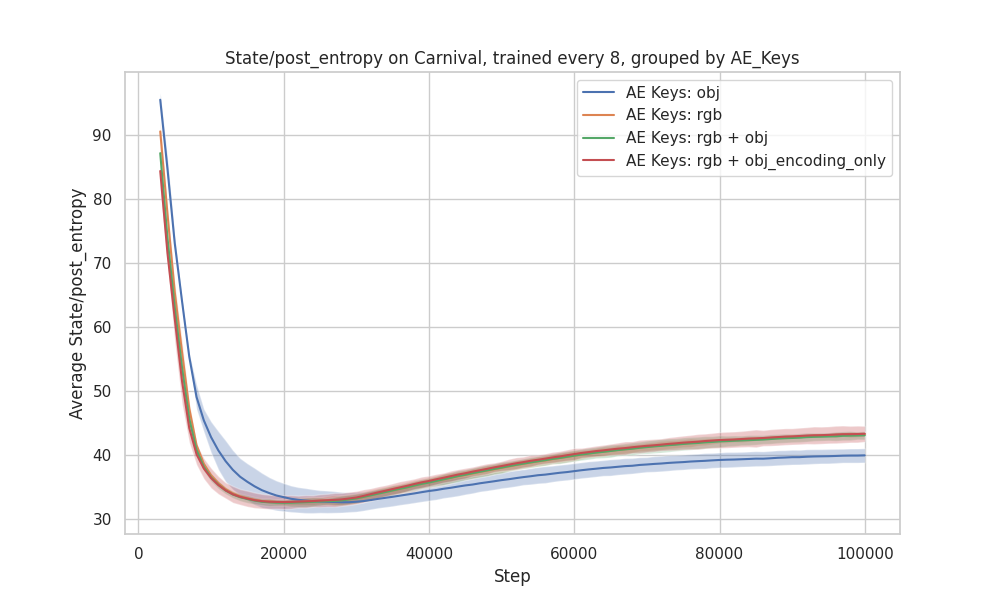 State/post_entropy on Carnival, trained every 8, grouped by AE_Keys
AE Keys: obj
AE Keys: rgb
AE Keys: rgb + obj
AE Keys: rgb + obj_encoding_only
Average State/post_entropy
90
80
70
60
50
40
30
0
20000
40000
60000
80000
100000
Step